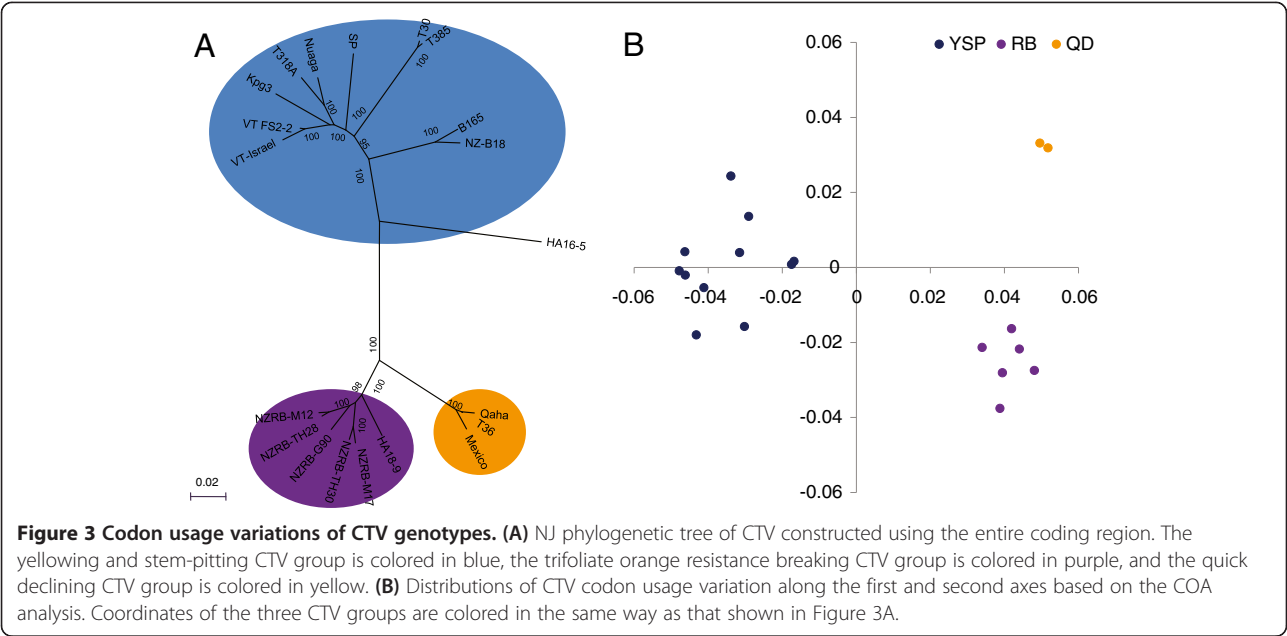 A
T30
T385
SP
Nuaga
T318A
Kpg3
VT FS2-2
VT-Israel
B165
NZ-B18
100
100
100
100
100
100
95
100
HA16-5
100
98
100
100
100
100
NZRB-M12
NZRB-TH28
NZRB-G90
NZRB-TH30
NZRB-M17
HA18-9
Qaha
T36
Mexico
0.02
B
YSP RB QD
0.06
0.04
0.02
0
-0.02
-0.04
-0.06
-0.06 -0.04 -0.02 0 0.02 0.04 0.06
Figure 3 Codon usage variations of CTV genotypes. (A) NJ phylogenetic tree of CTV constructed using the entire coding region. The
yellowing and stem-pitting CTV group is colored in blue, the trifoliate orange resistance breaking CTV group is colored in purple, and the quick
declining CTV group is colored in yellow. (B) Distributions of CTV codon usage variation along the first and second axes based on the COA
analysis. Coordinates of the three CTV groups are colored in the same way as that shown in Figure 3A.